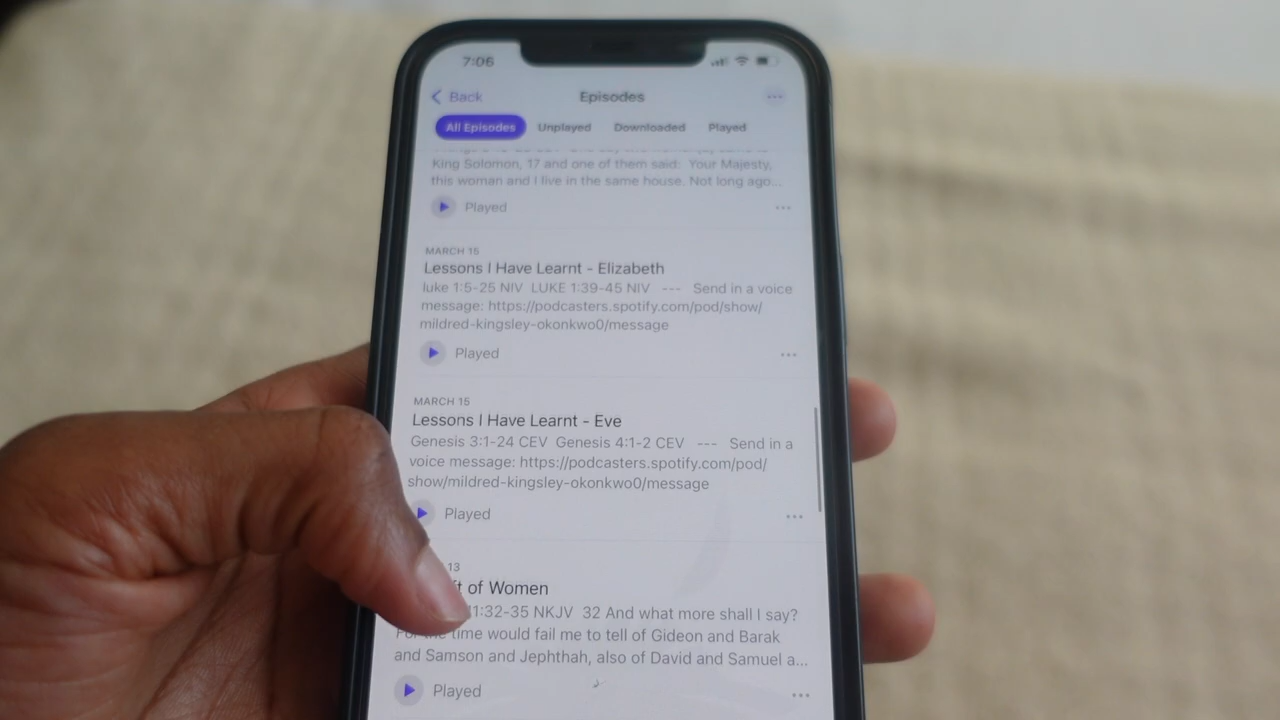 7:06
Back
Episodes
All Episodes
Unplayed
Downloaded
Played
King Solomon, 17 and one of them said: Your Majesty,
this woman and I live in the same house. Not long ago...
Played
MARCH 15
Lessons I Have Learnt - Elizabeth
luke 1:5-25 NIV LUKE 1:39-45 NIV --- Send in a voice
message: https://podcasters.spotify.com/pod/show/
mildred-kingsley-okonkwo0/message
Played
MARCH 15
Lessons I Have Learnt - Eve
Genesis 3:1-24 CEV Genesis 4:1-2 CEV --- Send in a
voice message: https://podcasters.spotify.com/pod/
show/mildred-kingsley-okonkwo0/message
Played
13
of Women
11:32-35 NKJV 32 And what more shall I say?
For the time would fail me to tell of Gideon and Barak
and Samson and Jephthah, also of David and Samuel a...
Played